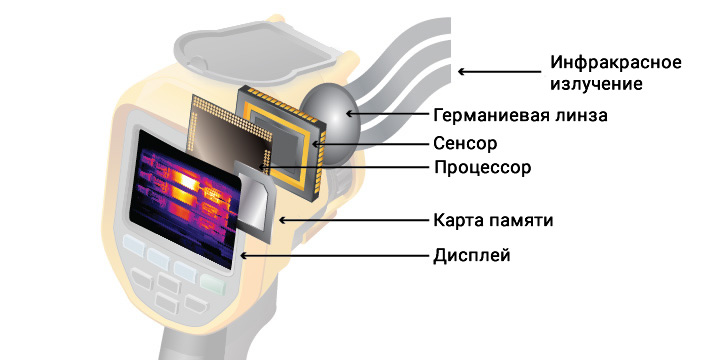 Инфракрасное
излучение
Германиевая линза
Сенсор
Процессор
Карта памяти
Дисплей